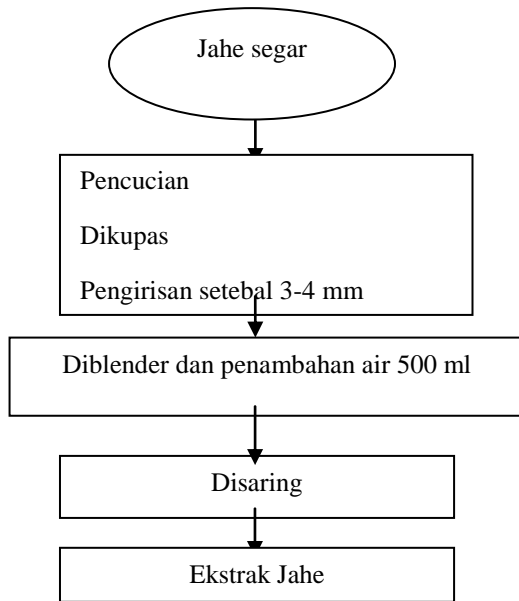 Jahe segar
Pencucian
Dikupas
Pengirisan setebal 3-4 mm
Diblender dan penambahan air 500 ml
Disaring
Ekstrak Jahe